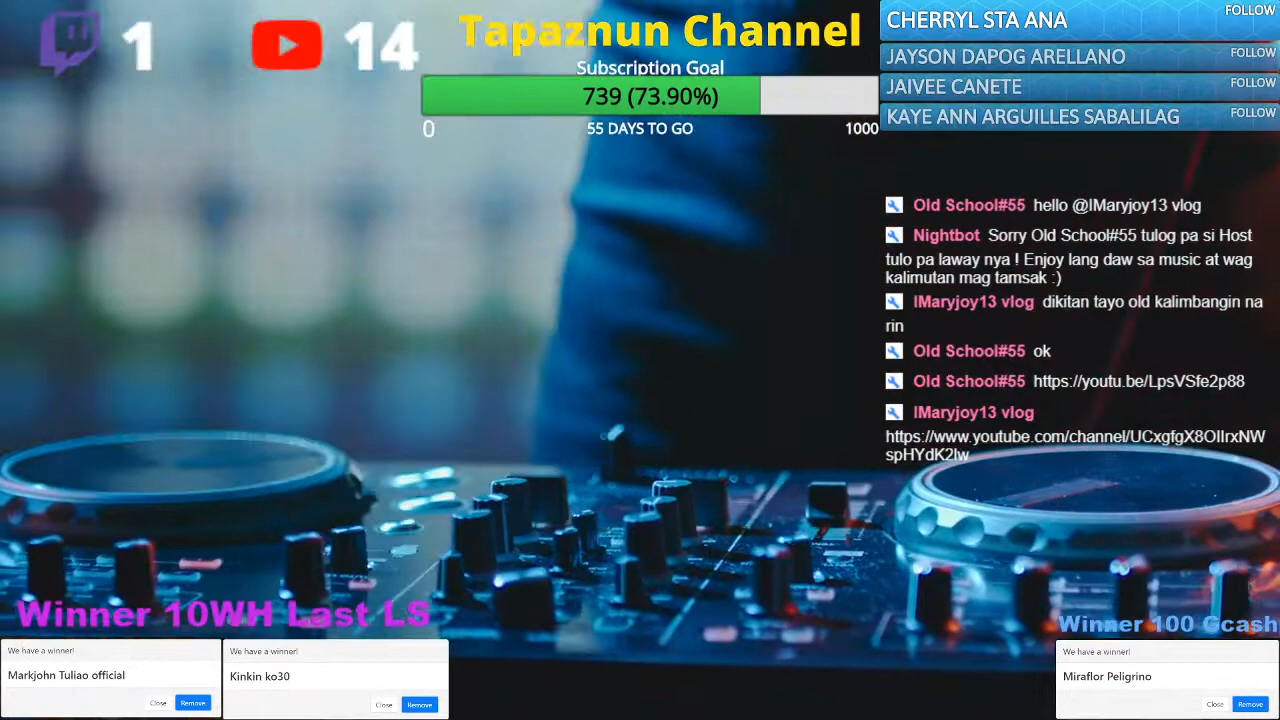 1
14
Tapaznun Channel
Subscription Goal
739 (73.90%)
0
55 DAYS TO GO
1000
CHERRYL STA ANA
FOLLOW
JAYSON DAPOG ARELLANO
FOLLOW
JAIVEE CANETE
FOLLOW
KAYE ANN ARGUILLES SABALILAG
FOLLOW
Old School#55 hello @IMaryjoy13 vlog
Nightbot Sorry Old School#55 tulog pa si Host
tulo pa laway nya ! Enjoy lang daw sa music at wag
kalimutan mag tamsak :)
IMaryjoy13 vlog dikitan tayo old kalimbangin na
rin
Old School#55 ok
Old School#55 https://youtu.be/LpsVSfe2p88
IMaryjoy13 vlog
https://www.youtube.com/channel/UCxgfgX8OIIrxNW
spHYdK2lw
Winner 10WH Last LS
We have a winner!
Markjohn Tuliao official
Close
Remove
We have a winner!
Kinkin ko30
Close
Remove
Winner 100 Gcash
We have a winner!
Miraflor Peligrino
Close
Remove